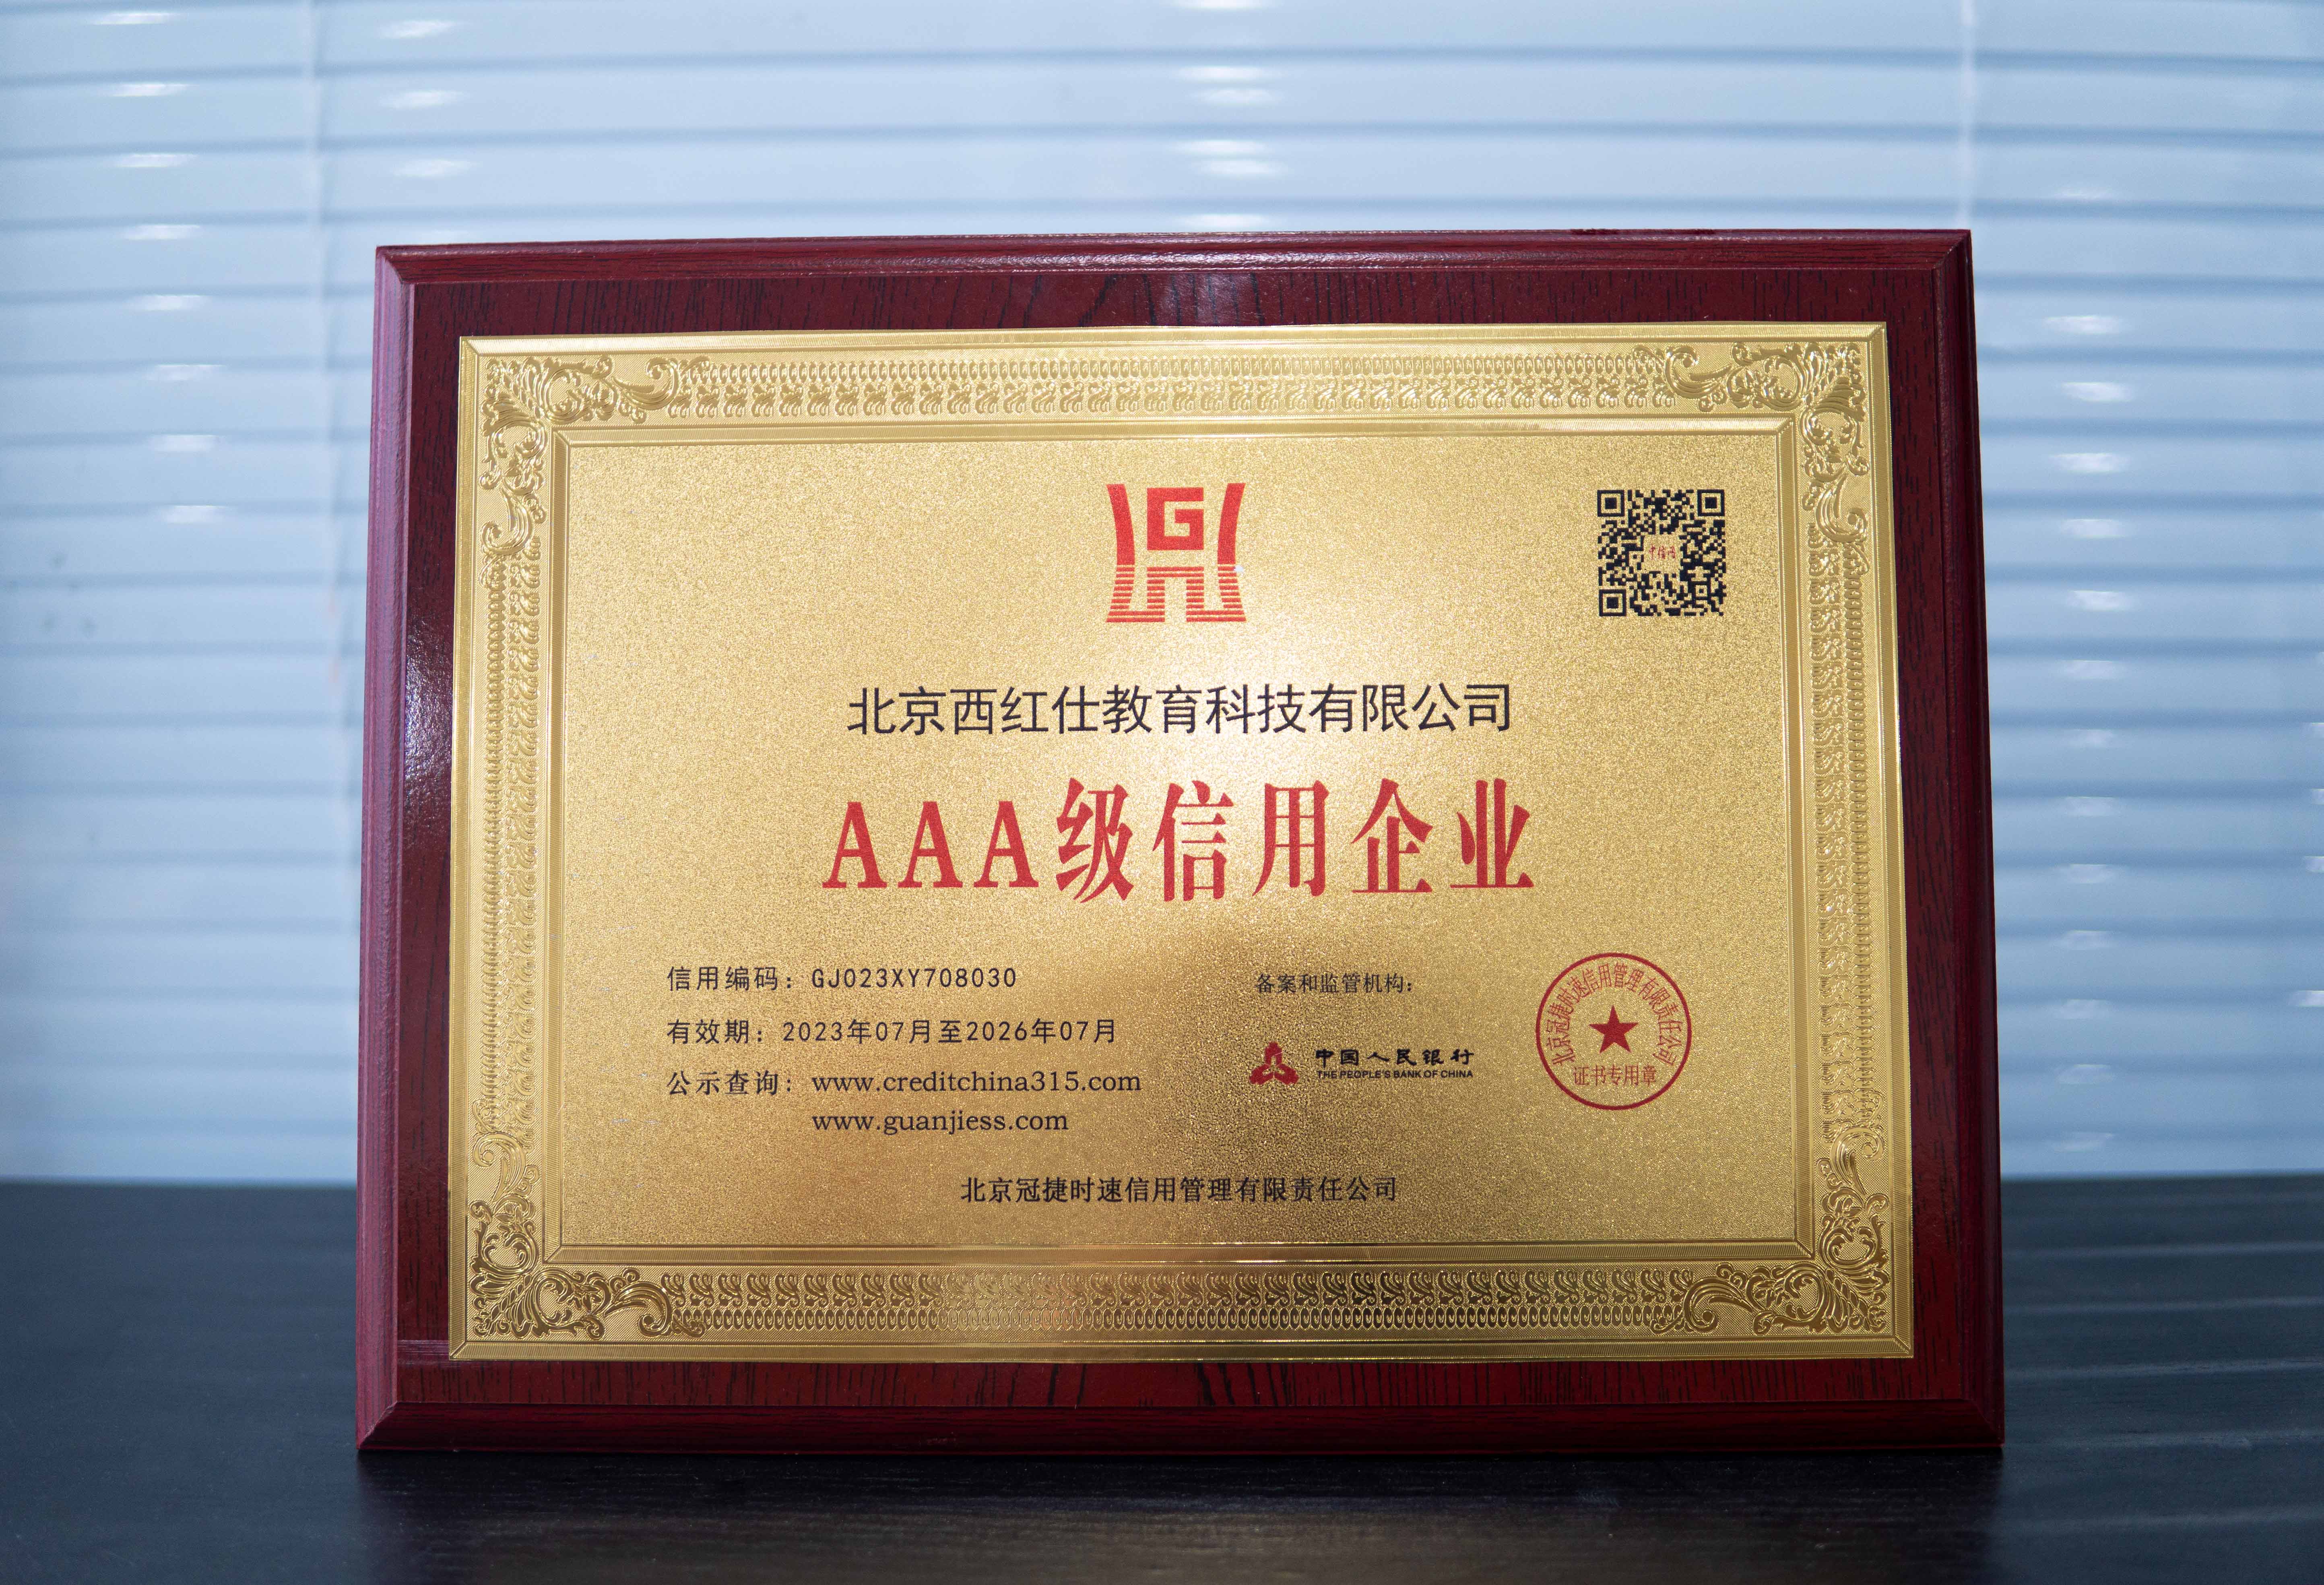 北京西红仕教育科技有限公司
AAA级信用企业
信用编码：GJ023XY708030
有效期：2023年07月至2026年07月
公示查询：www.creditchina315.com
www.guanjiess.com
备案和监管机构：
中国人民银行
THE PEOPLE'S BANK OF CHINA
北京冠捷时速信用管理有限责任公司
证书专用章
北京冠捷时速信用管理有限责任公司